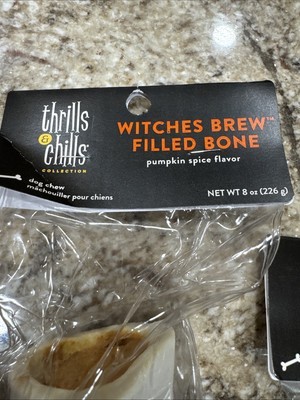 thrills
&
chills
COLLECTION
dog chew
mâchouiller pour chiens
WITCHES BREW™
FILLED BONE
pumpkin spice flavor
NET WT 8 oz (226 g)